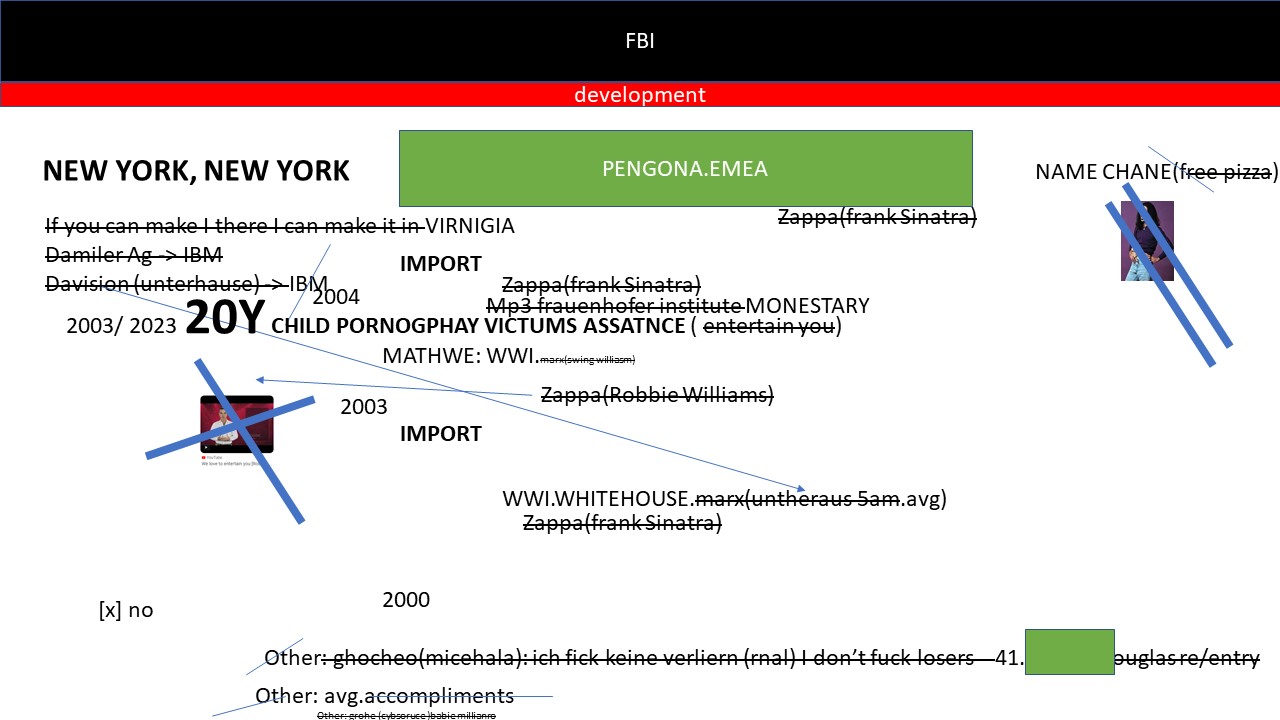 FBI
development
NEW YORK, NEW YORK
PENGONA.EMEA
NAME CHANE(free pizza)
Zappa(frank Sinatra)
If you can make I there I can make it in VIRNIGIA
Damiler Ag -> IBM
IMPORT
Davision (unterhause) -> IBM
Zappa(frank Sinatra)
2004
Mp3 frauenhofer institute MONESTARY
2003/ 2023 20Y CHILD PORNOGPHAY VICTUMS ASSATNCE ( entertain you)
MATHWE: WWI.marx(swing williasm)
Zappa(Robbie Williams)
2003
IMPORT
YouTube
We love to entertain you
WWI.WHITEHOUSE.marx(untheraus 5am.avg)
Zappa(frank Sinatra)
2000
[x] no
Other: ghocheo(micehala): ich fick keine verliern (rnal) I don't fuck losers 41. ouglas re/entry
Other: avg.accompliments
Other: grohe (cybsoruce )babie millianro